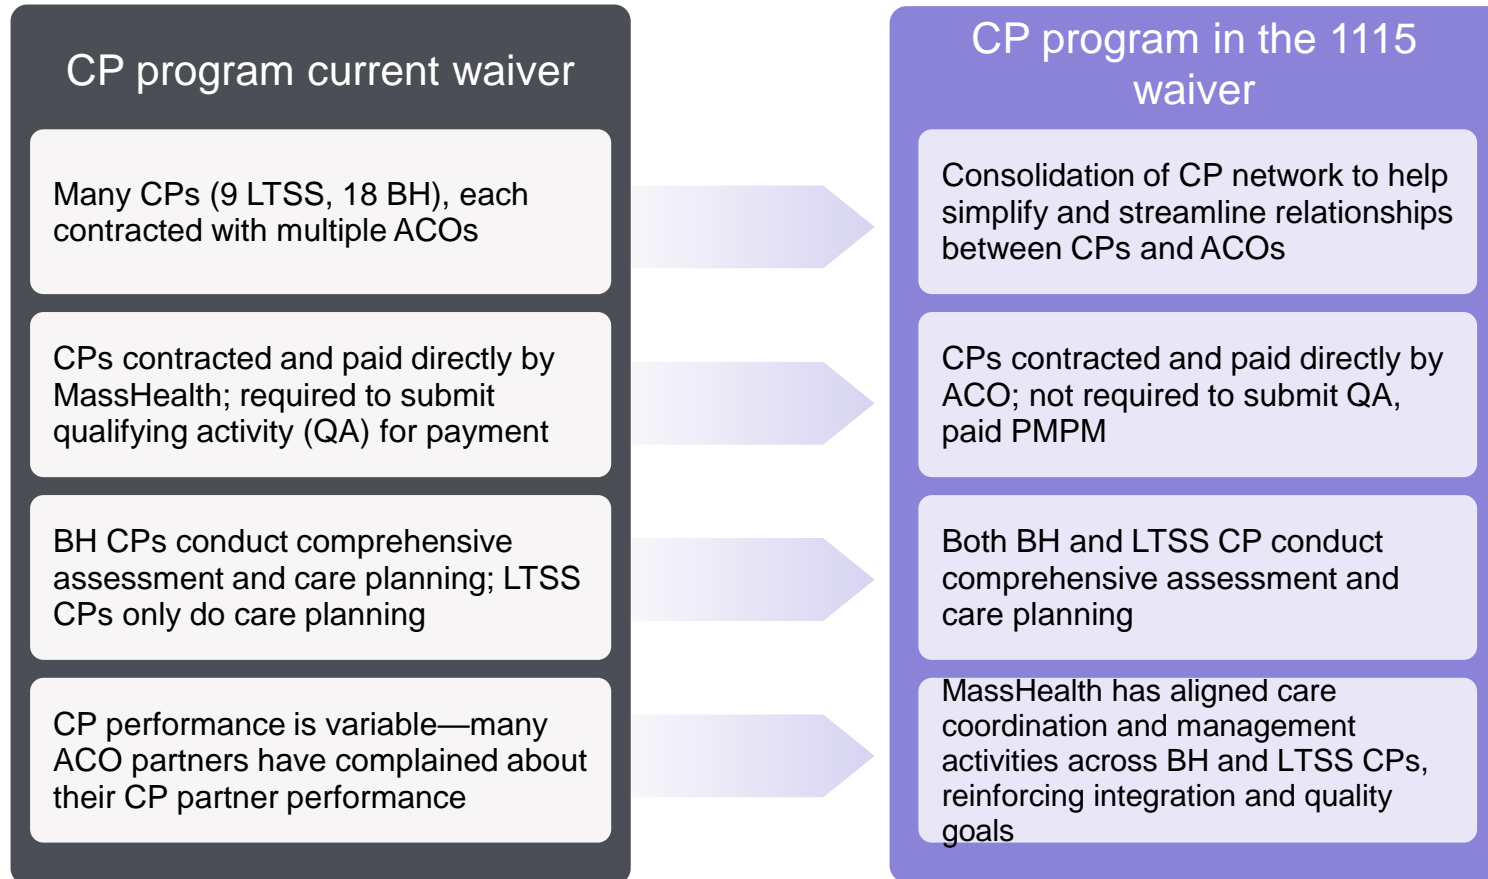 CP program current waiver
Many CPs (9 LTSS, 18 BH), each
contracted with multiple ACOs
CPs contracted and paid directly by
MassHealth; required to submit
qualifying activity (QA) for payment
BH CPs conduct comprehensive
assessment and care planning; LTSS
CPs only do care planning
CP performance is variable—many
ACO partners have complained about
their CP partner performance
CP program in the 1115
waiver
Consolidation of CP network to help
simplify and streamline relationships
between CPs and ACOs
CPs contracted and paid directly by
ACO; not required to submit QA,
paid PMPM
Both BH and LTSS CP conduct
comprehensive assessment and
care planning
MassHealth has aligned care
coordination and management
activities across BH and LTSS CPs,
reinforcing integration and quality
goals